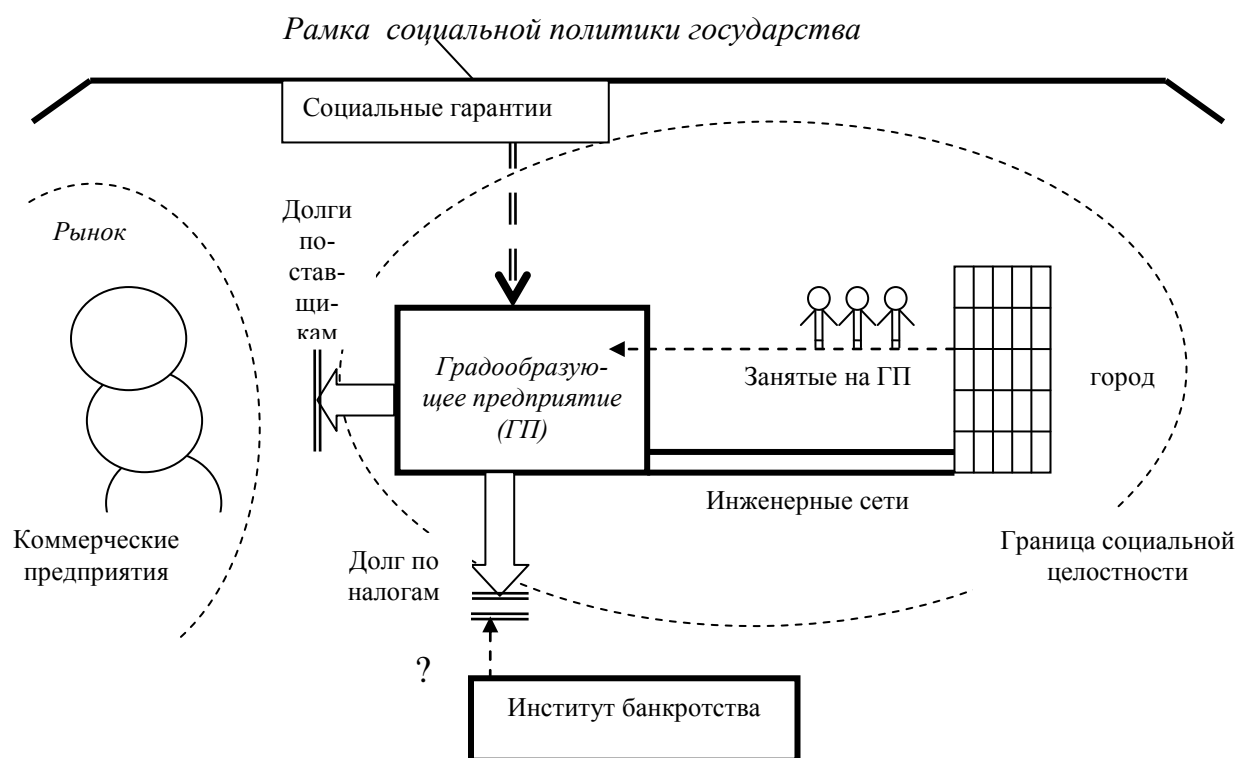 Рамка социальной политики государства
Социальные гарантии
Рынок
Долги
по-
став-
щи-
кам
Градообразую-
щее предприятие
(ГП)
Занятые на ГП
город
Инженерные сети
Коммерческие
предприятия
Долг по
налогам
Граница социальной
целостности
?
Институт банкротства